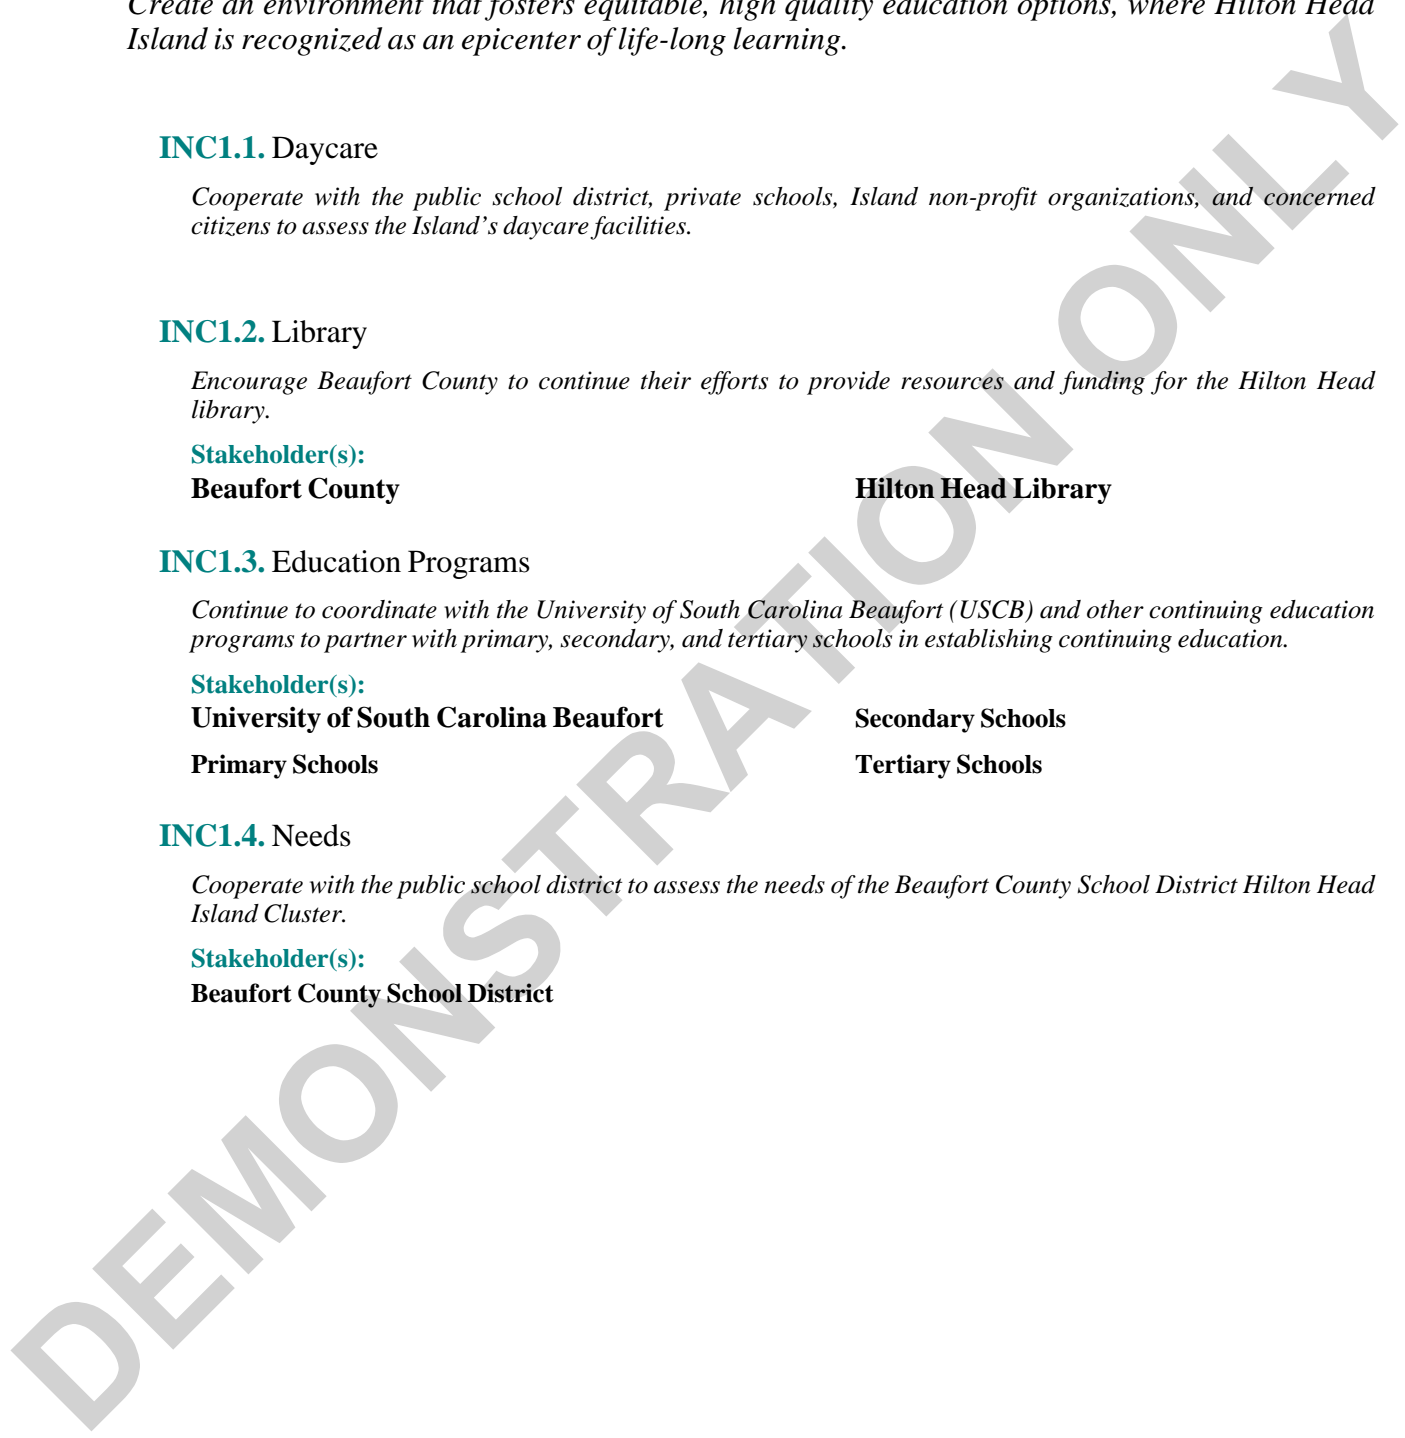 Create an environment that fosters equitable, high quality education options, where Hilton Head
Island is recognized as an epicenter of life-long learning.
INC1.1. Daycare
Cooperate with the public school district, private schools, Island non-profit organizations, and concerned
citizens to assess the Island's daycare facilities.
INC1.2. Library
Encourage Beaufort County to continue their efforts to provide resources and funding for the Hilton Head
library.
Stakeholder(s):
Beaufort County Hilton Head Library
INC1.3. Education Programs
Continue to coordinate with the University of South Carolina Beaufort (USCB) and other continuing education
programs to partner with primary, secondary, and tertiary schools in establishing continuing education.
Stakeholder(s):
University of South Carolina Beaufort Secondary Schools
Primary Schools Tertiary Schools
INC1.4. Needs
Cooperate with the public school district to assess the needs of the Beaufort County School District Hilton Head
Island Cluster.
Stakeholder(s):
Beaufort County School District
DEMONSTRATION ONLY